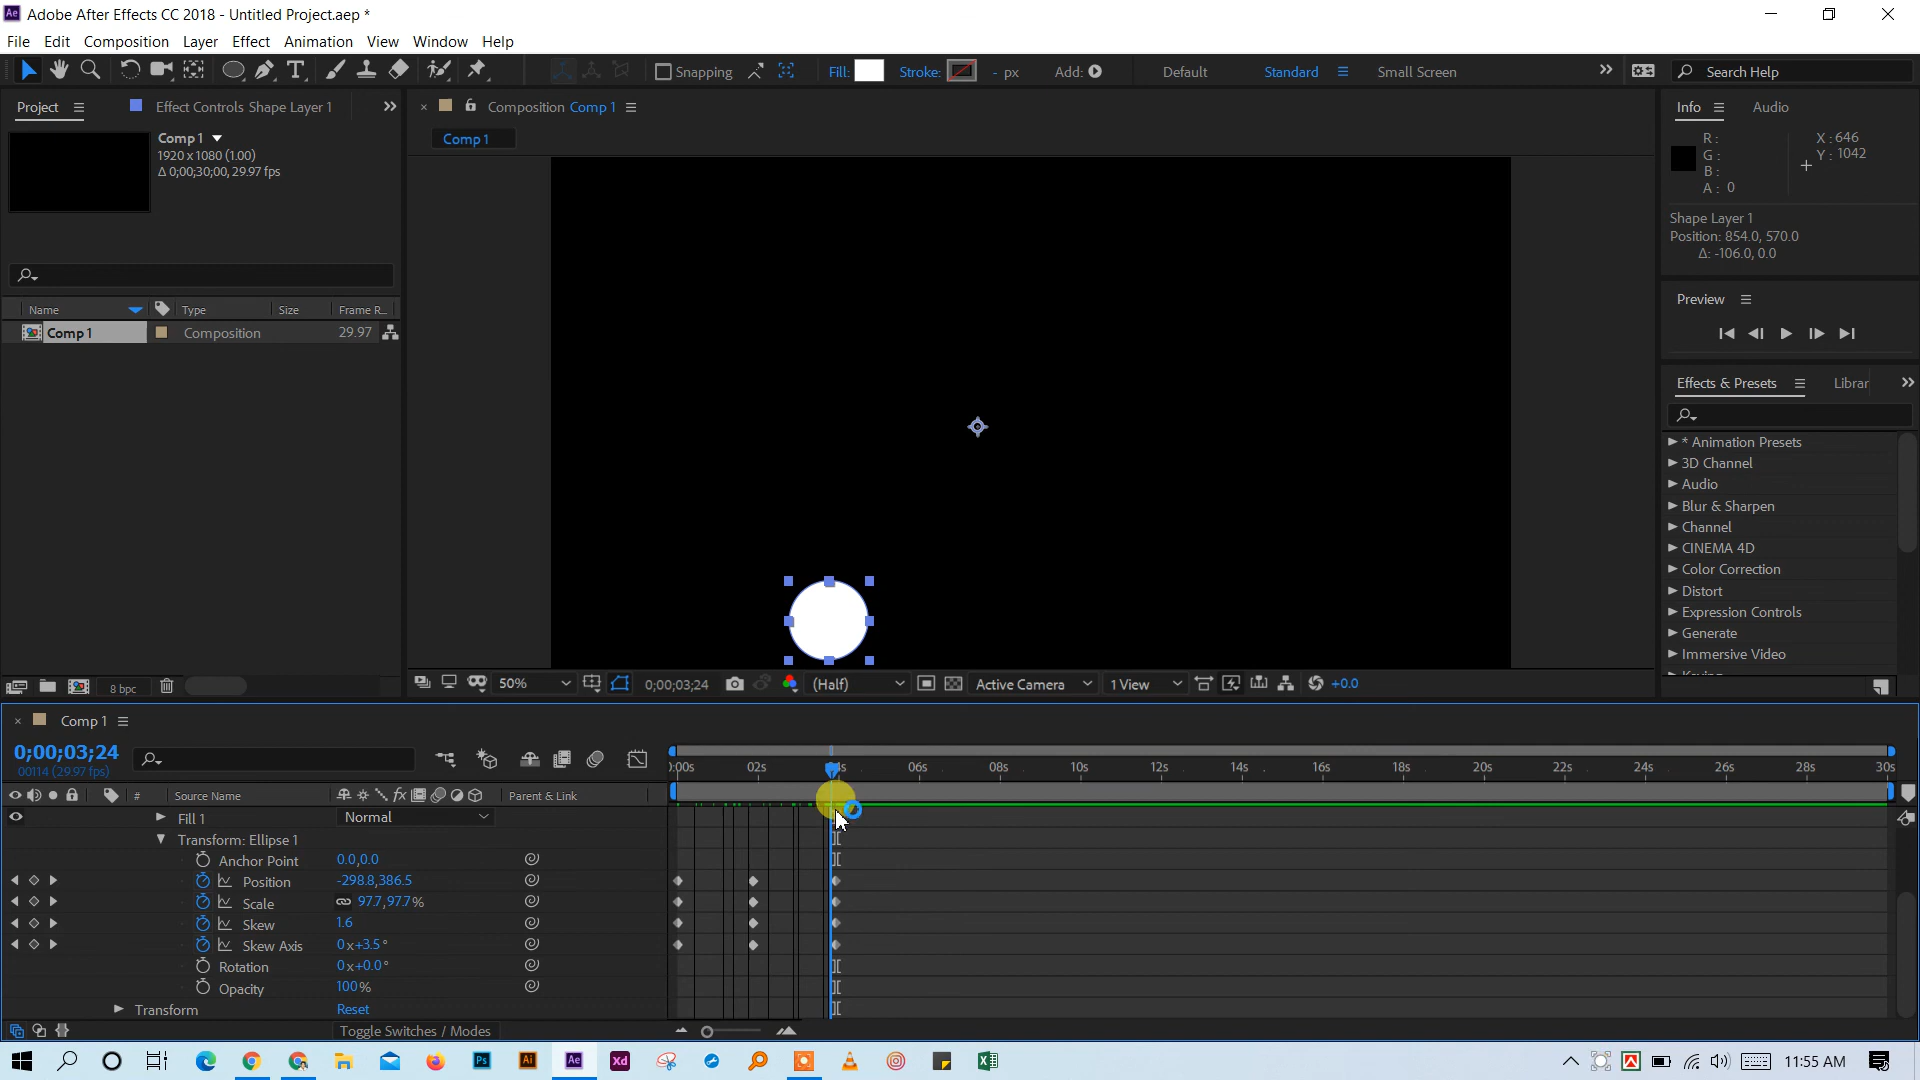 Adobe After Effects CC 2018 - Untitled Project.aep *
File Edit Composition Layer Effect Animation View Window Help
Snapping Fill: Stroke: - px Add: Default Standard Small Screen Search Help
Project Effect Controls Shape Layer 1
Comp 1
1920 x 1080 (1.00)
Δ 0;00;30;00, 29.97 fps
Name Type Size Frame R...
Comp 1 Composition 29.97
8 bpc
Composition Comp 1
Comp 1
50% 0;00;03;24 (Half) Active Camera 1 View +0.0
Info Audio
R :
G :
B :
A : 0
X : 646
Y : 1042
Shape Layer 1
Position: 854.0, 570.0
Δ: -106.0, 0.0
Preview
Effects & Presets Librar
* Animation Presets
3D Channel
Audio
Blur & Sharpen
Channel
CINEMA 4D
Color Correction
Distort
Expression Controls
Generate
Immersive Video
Comp 1
0;00;03;24
00114 (29.97 fps)
# Source Name Parent & Link
):00s 02s 04s 06s 08s 10s 12s 14s 16s 18s 20s 22s 24s 26s 28s 30s
Fill 1 Normal
Transform: Ellipse 1
Anchor Point 0.0,0.0
Position -298.8,386.5
Scale 97.7,97.7%
Skew 1.6
Skew Axis 0x+3.5°
Rotation 0x+0.0°
Opacity 100%
Transform Reset
Toggle Switches / Modes
11:55 AM